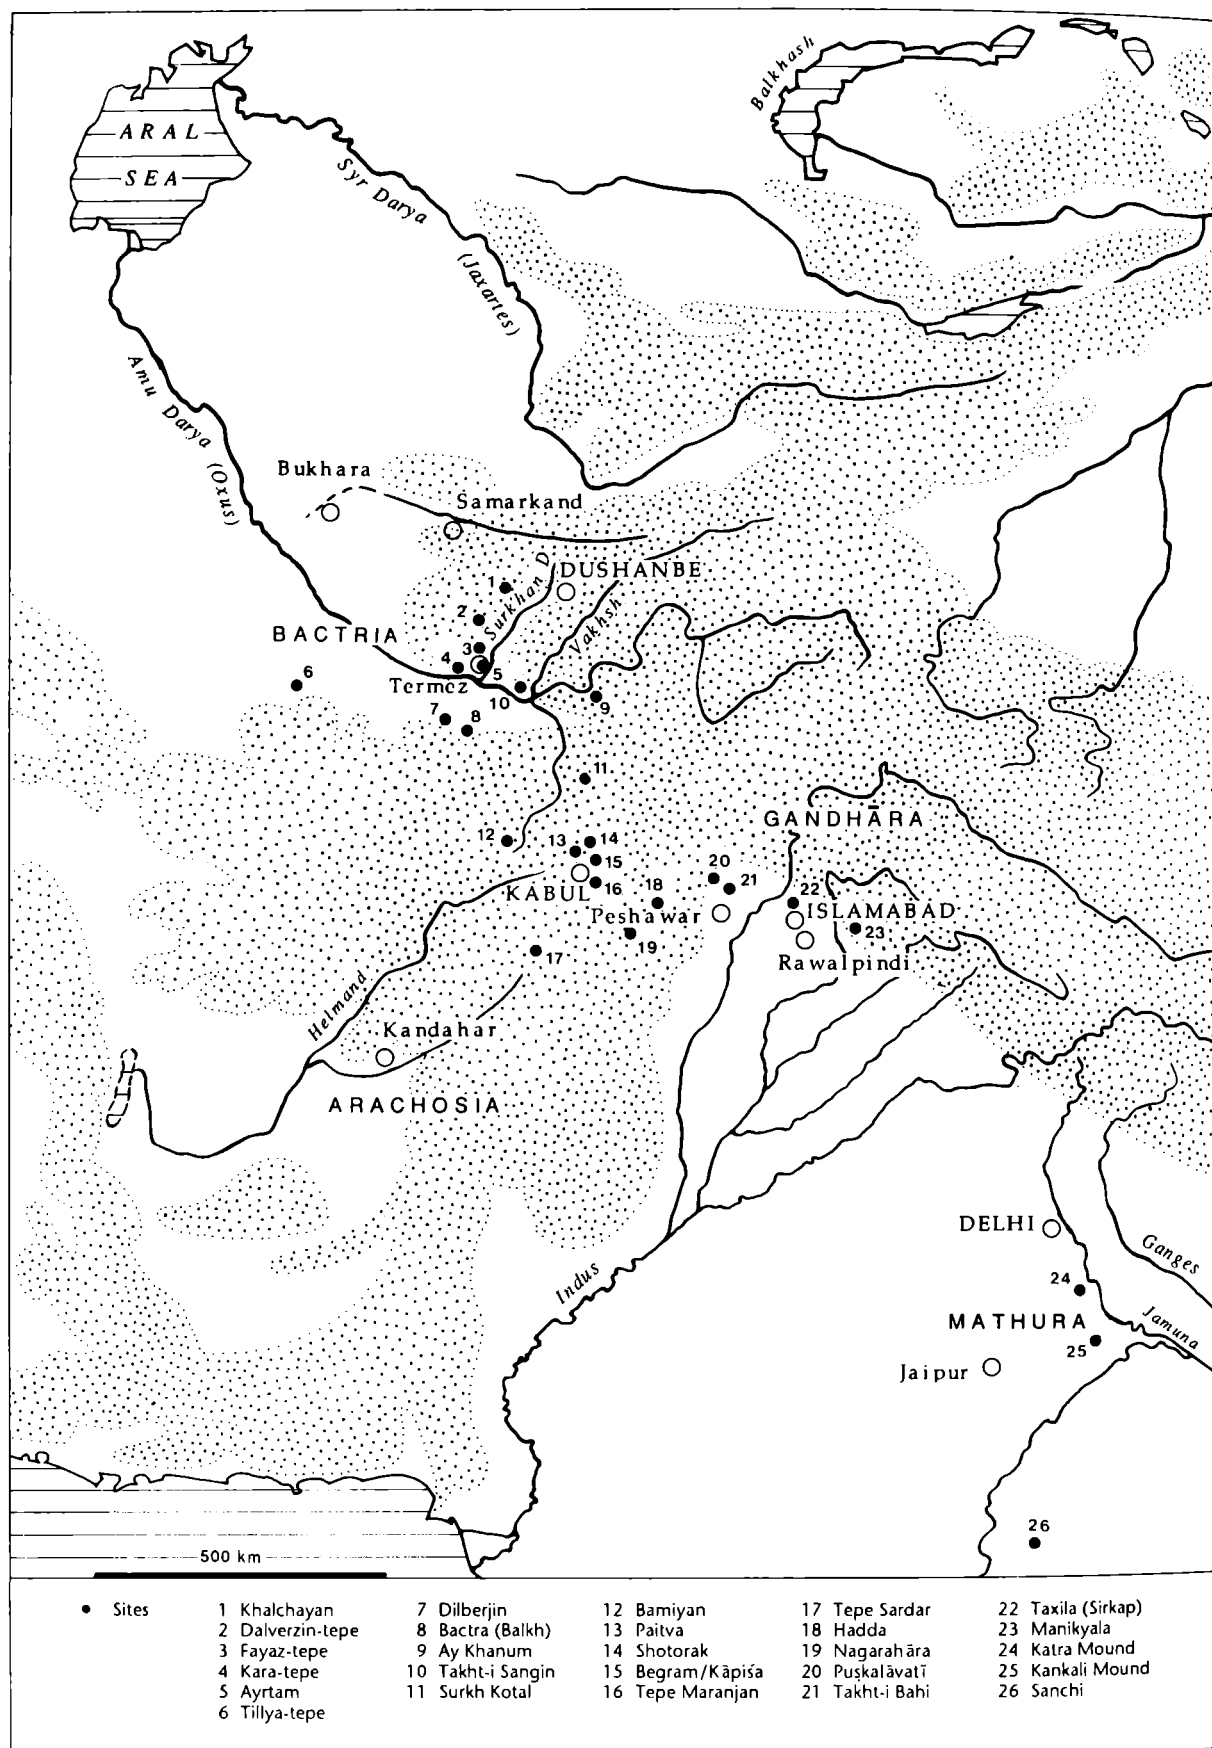 Balkhash
ARAL
SEA
Syr Darya
(Jaxartes)
Amu Darya (Oxus)
Bukhara
Samarkand
1
DUSHANBE
Surkhan D
2
Vakhsh
BACTRIA
3
4
5
6
Termez
10
9
7
8
11
GANDHĀRA
12
13
14
15
20
KABUL
16
18
21
22
Peshawar
ISLAMABAD
19
23
17
Rawalpindi
Helmand
Kandahar
ARACHOSIA
DELHI
Ganges
Indus
24
MATHURA
Jamuna
25
Jaipur
26
500 km
Sites
1 Khalchayan
2 Dalverzin-tepe
3 Fayaz-tepe
4 Kara-tepe
5 Ayrtam
6 Tillya-tepe
7 Dilberjin
8 Bactra (Balkh)
9 Ay Khanum
10 Takht-i Sangin
11 Surkh Kotal
12 Bamiyan
13 Paitva
14 Shotorak
15 Begram/Kāpiśa
16 Tepe Maranjan
17 Tepe Sardar
18 Hadda
19 Nagarahāra
20 Puṣkalāvatī
21 Takht-i Bahi
22 Taxila (Sirkap)
23 Manikyala
24 Katra Mound
25 Kankali Mound
26 Sanchi